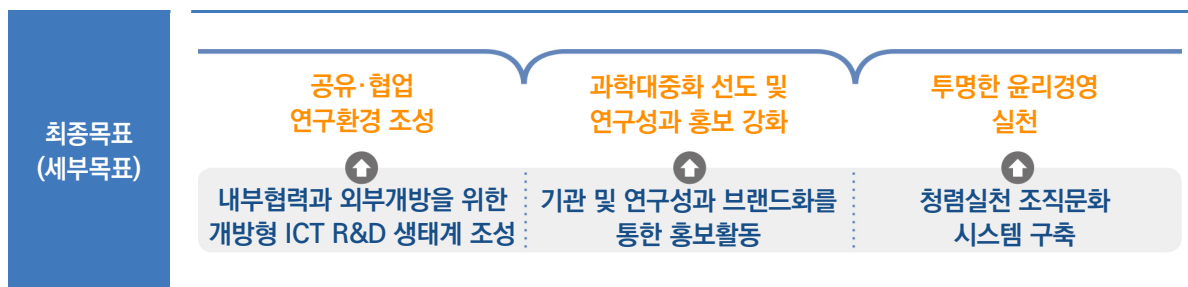 최종목표
(세부목표)
공유·협업
연구환경 조성
과학대중화 선도 및
연구성과 홍보 강화
투명한 윤리경영
실천
내부협력과 외부개방을 위한
개방형 ICT R&D 생태계 조성
기관 및 연구성과 브랜드화를
통한 홍보활동
청렴실천 조직문화
시스템 구축